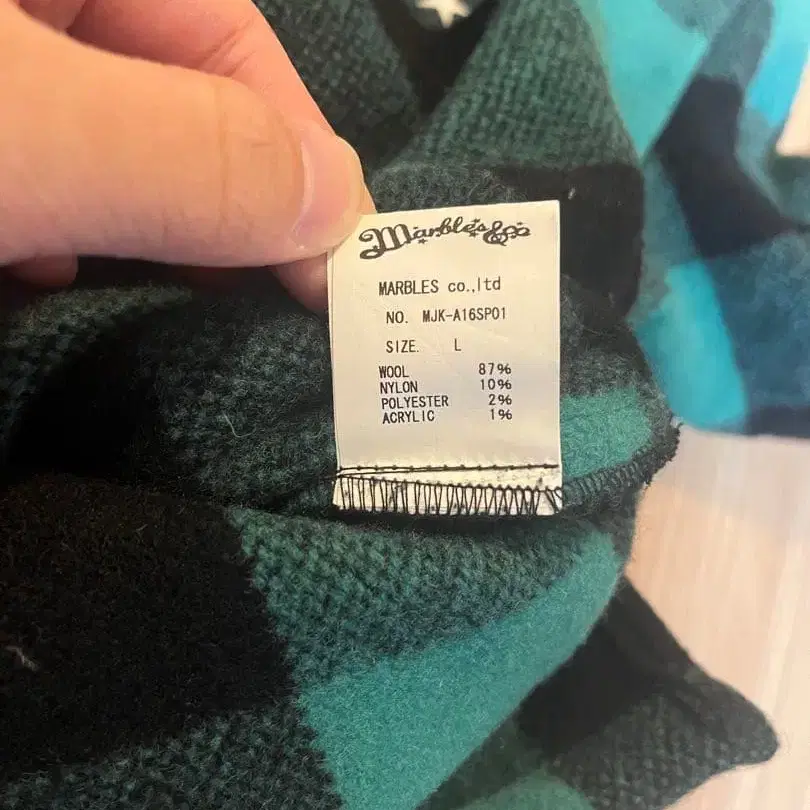 Marbles&co
MARBLES co.,ltd
NO. MJK-A16SP01
SIZE. L
WOOL 87%
NYLON 10%
POLYESTER 2%
ACRYLIC 1%